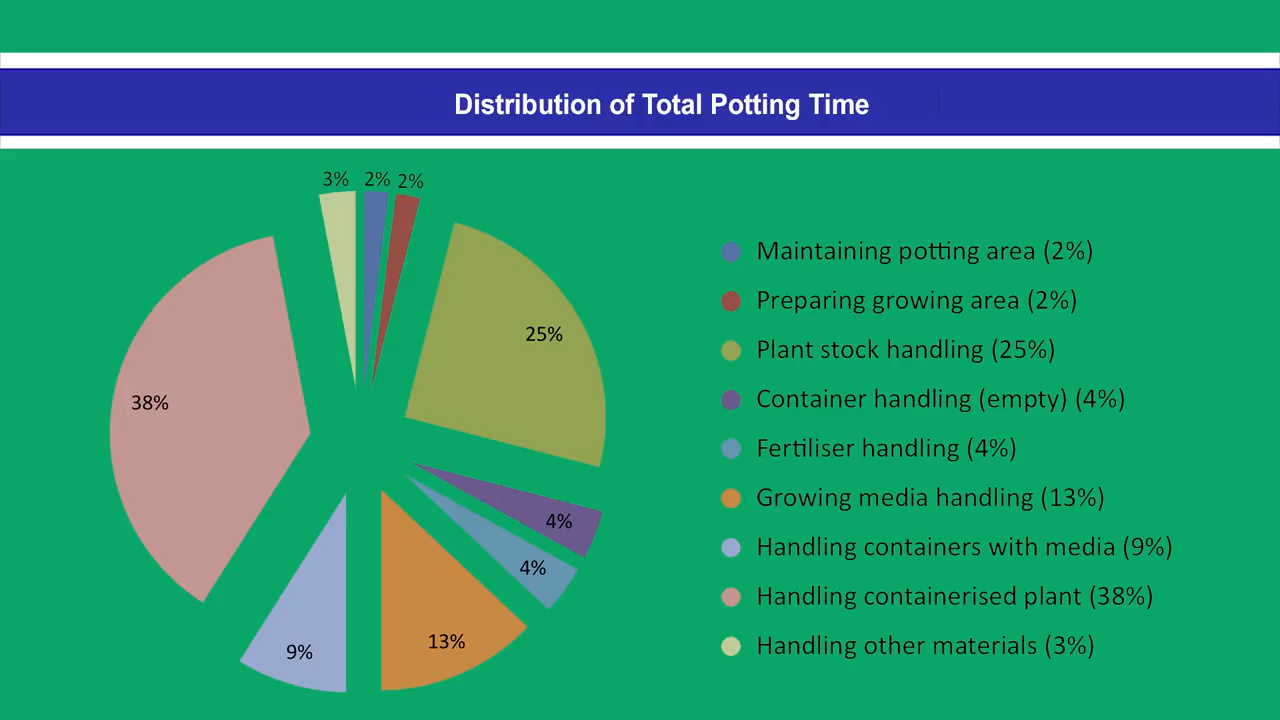 Distribution of Total Potting Time
3% 2% 2%
25%
38%
4%
4%
13%
9%
Maintaining potting area (2%)
Preparing growing area (2%)
Plant stock handling (25%)
Container handling (empty) (4%)
Fertiliser handling (4%)
Growing media handling (13%)
Handling containers with media (9%)
Handling containerised plant (38%)
Handling other materials (3%)